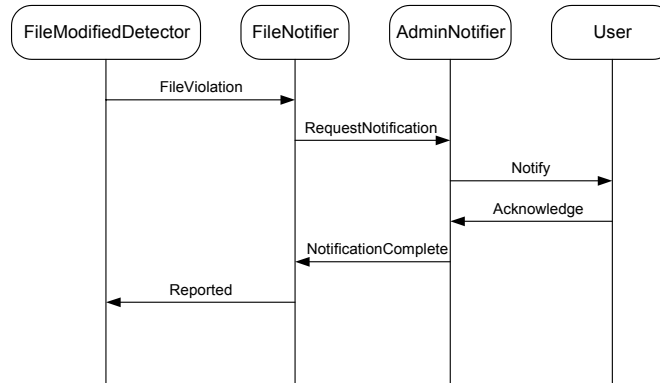 FileModifiedDetector
FileNotifier
AdminNotifier
User
FileViolation
RequestNotification
Notify
Acknowledge
NotificationComplete
Reported